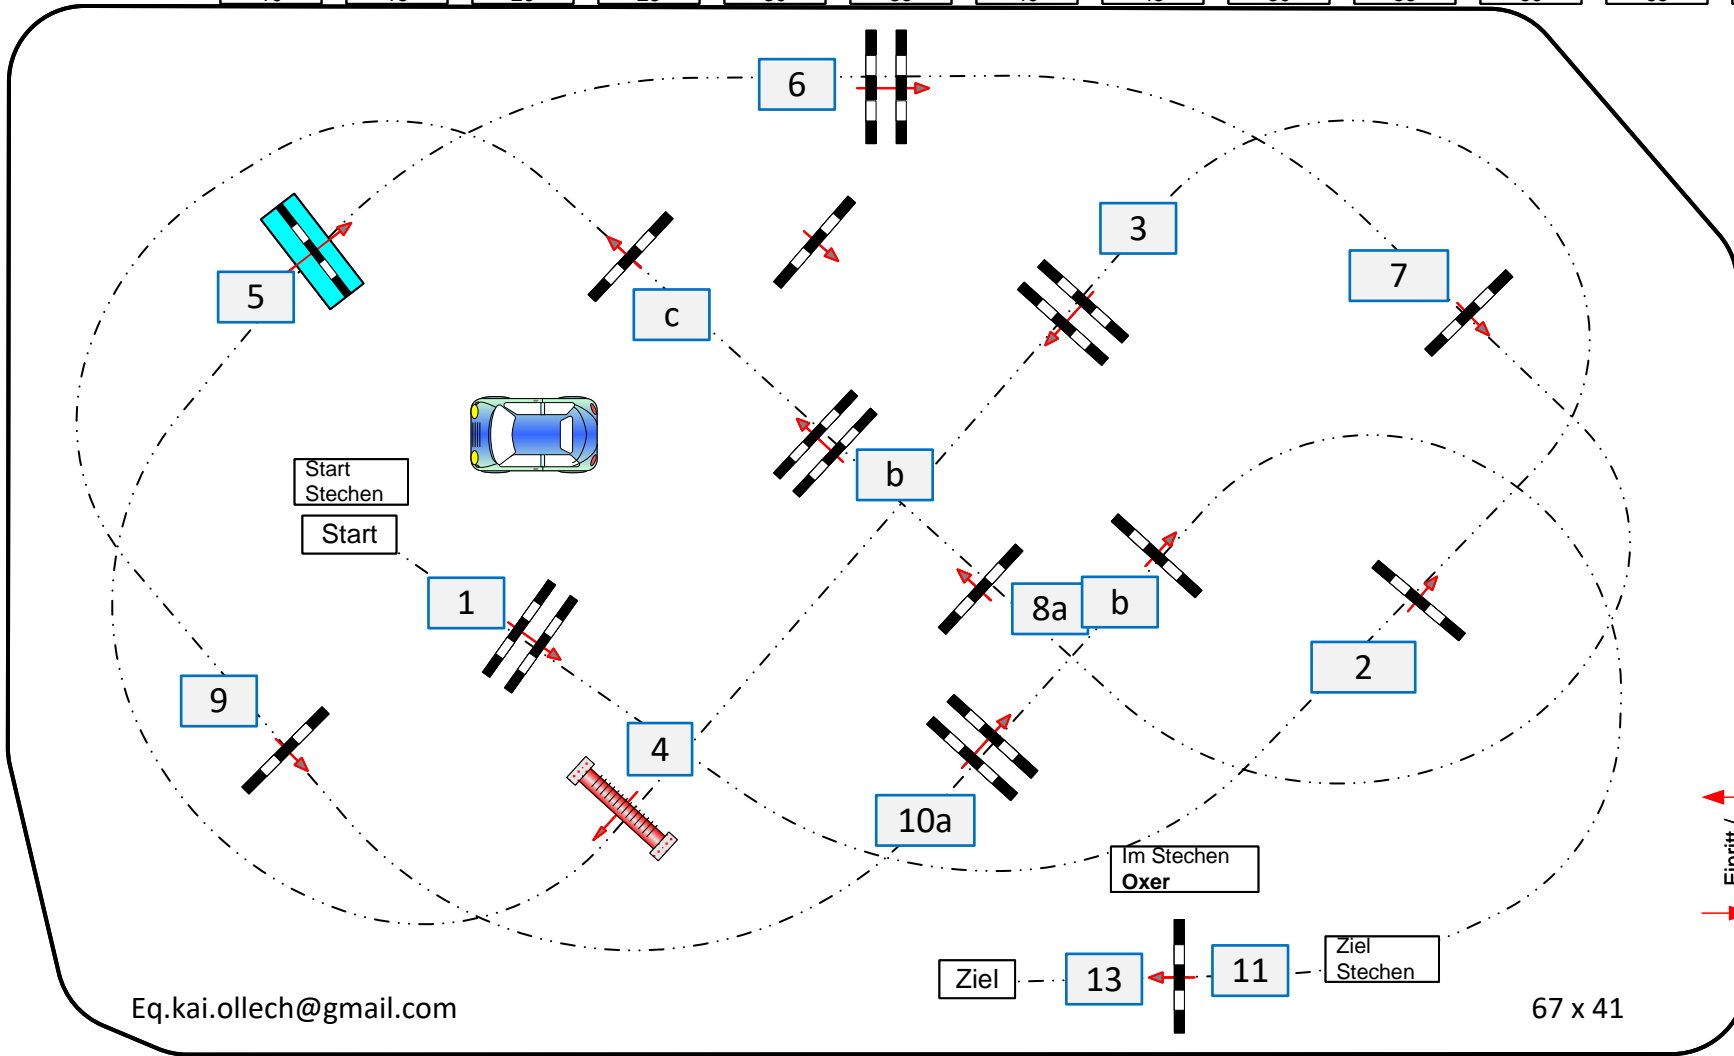 6
3
7
5
c
b
Start
Stechen
Start
1
8a
b
2
9
4
10a
Im Stechen
Oxer
Ziel
13
11
Ziel
Stechen
Eq.kai.ollech@gmail.com
67 x 41